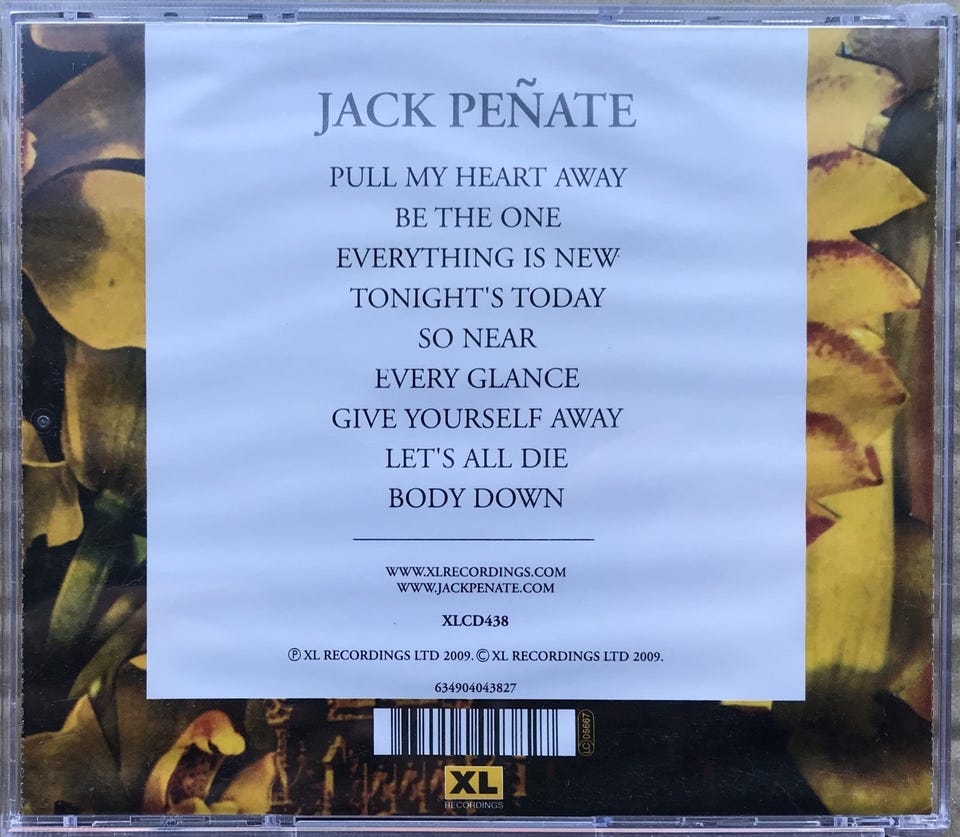 JACK PEÑATE
PULL MY HEART AWAY
BE THE ONE
EVERYTHING IS NEW
TONIGHT'S TODAY
SO NEAR
EVERY GLANCE
GIVE YOURSELF AWAY
LET'S ALL DIE
BODY DOWN
WWW.XLRECORDINGS.COM
WWW.JACKPENATE.COM
XLCD438
Ⓟ XL RECORDINGS LTD 2009. © XL RECORDINGS LTD 2009.
634904043827
LC 05667
XL
RECORDINGS